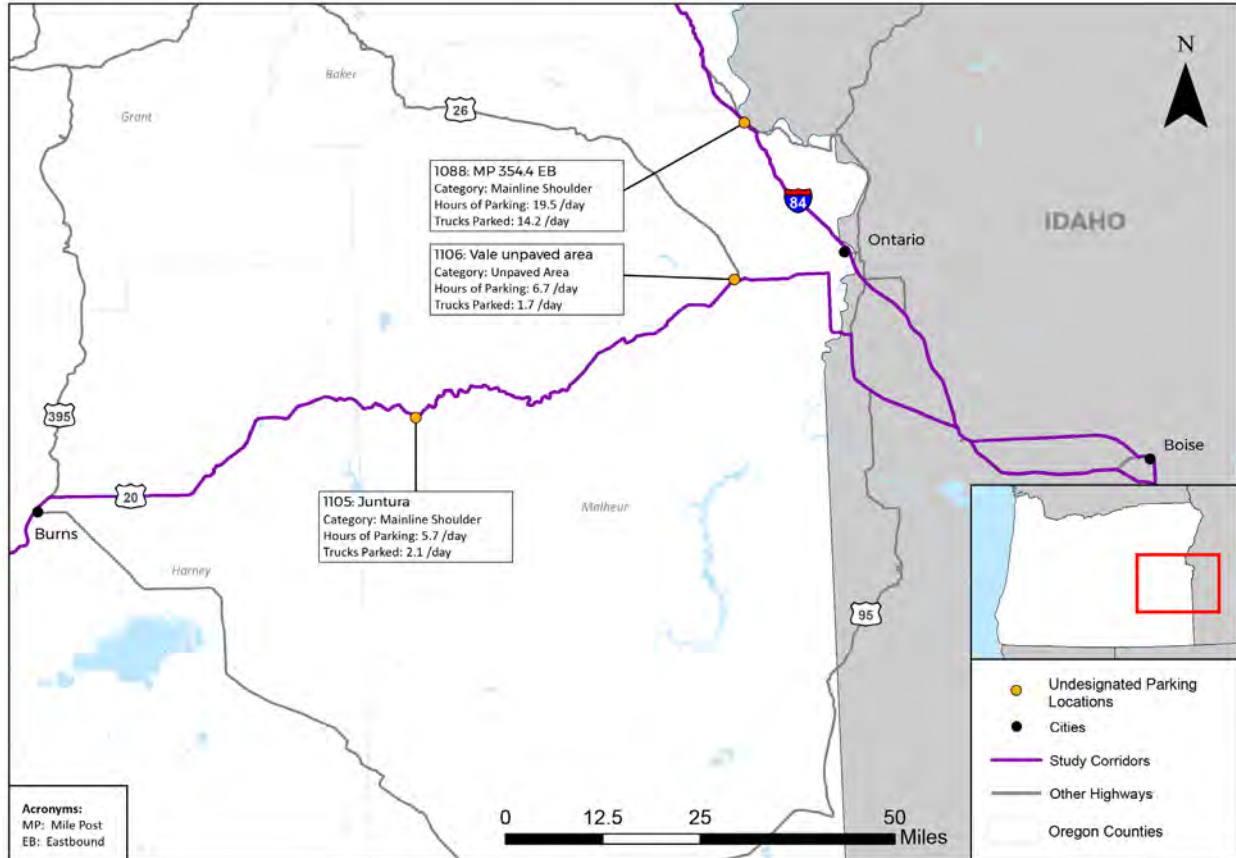 N
Baker
Grant
26
1088: MP 354.4 EB
Category: Mainline Shoulder
Hours of Parking: 19.5 /day
Trucks Parked: 14.2 /day
84
IDAHO
Ontario
1106: Vale unpaved area
Category: Unpaved Area
Hours of Parking: 6.7 /day
Trucks Parked: 1.7 /day
395
Boise
20
1105: Juntura
Category: Mainline Shoulder
Hours of Parking: 5.7 /day
Trucks Parked: 2.1 /day
Malheur
Burns
Harney
95
Undesignated Parking
Locations
Cities
Study Corridors
Other Highways
Oregon Counties
Acronyms:
MP: Mile Post
EB: Eastbound
0 12.5 25 50
Miles